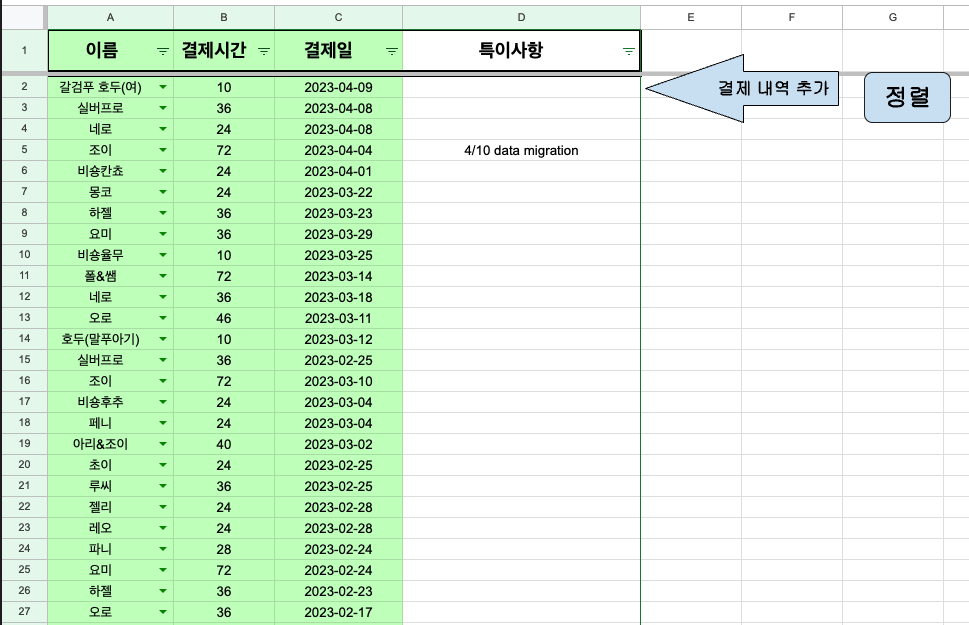 A B C D E F G
1 이름 결제시간 결제일 특이사항
2 갈검푸 호두(여) 10 2023-04-09 결제 내역 추가 정렬
3 실버프로 36 2023-04-08
4 네로 24 2023-04-08
5 조이 72 2023-04-04 4/10 data migration
6 비숑칸쵸 24 2023-04-01
7 몽코 24 2023-03-22
8 하젤 36 2023-03-23
9 요미 36 2023-03-29
10 비숑율무 10 2023-03-25
11 폴&쌤 72 2023-03-14
12 네로 36 2023-03-18
13 오로 46 2023-03-11
14 호두(말푸아기) 10 2023-03-12
15 실버프로 36 2023-02-25
16 조이 72 2023-03-10
17 비숑후추 24 2023-03-04
18 페니 24 2023-03-04
19 아리&조이 40 2023-03-02
20 초이 24 2023-02-25
21 루씨 36 2023-02-25
22 젤리 24 2023-02-28
23 레오 24 2023-02-28
24 파니 28 2023-02-24
25 요미 72 2023-02-24
26 하젤 36 2023-02-23
27 오로 36 2023-02-17